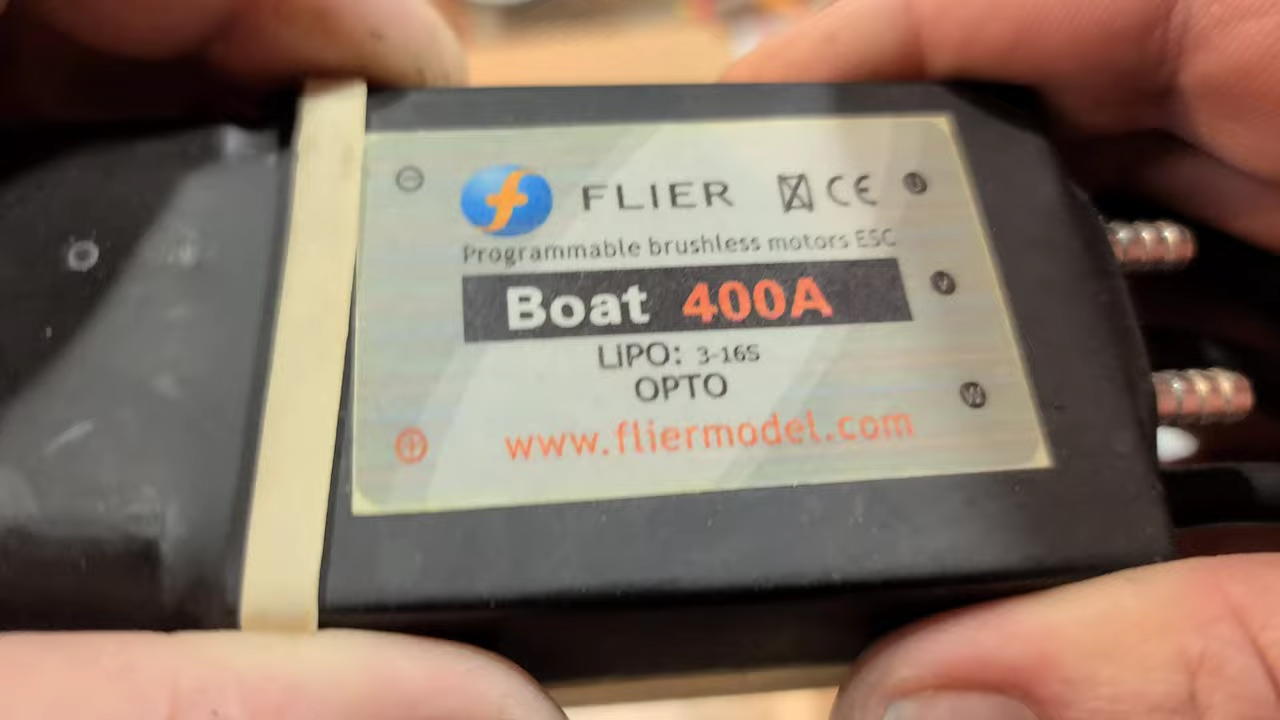 ⊖ f FLIER CE U
Programmable brushless motors ESC
Boat 400A V
LiPO: 3-16S
OPTO W
⊕ www.fliermodel.com